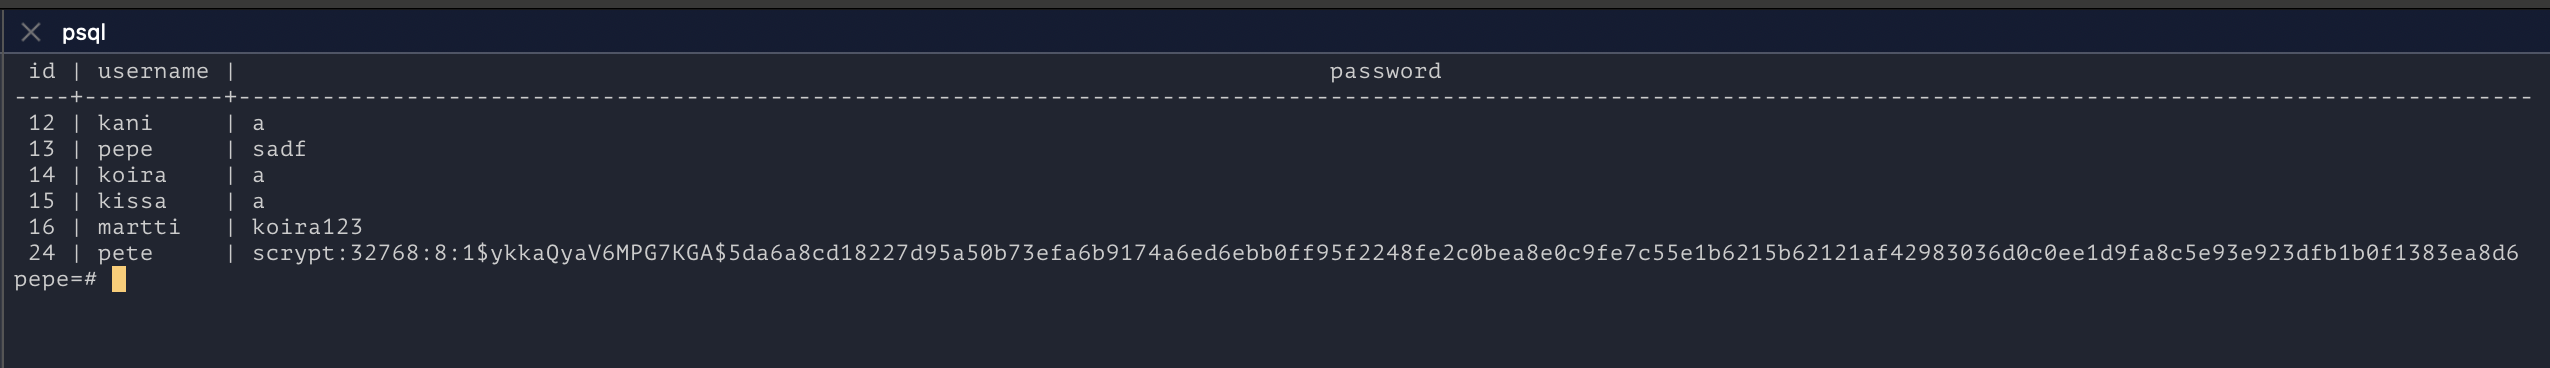 psql
id | username | password
----+----------+--------------------------------------------------------------------------------------------------------------------------------------------------------------------
12 | kani | a
13 | pepe | sadf
14 | koira | a
15 | kissa | a
16 | martti | koira123
24 | pete | scrypt:32768:8:1$ykkaQyaV6MPG7KGA$5da6a8cd18227d95a50b73efa6b9174a6ed6ebb0ff95f2248fe2c0bea8e0c9fe7c55e1b6215b62121af42983036d0c0ee1d9fa8c5e93e923dfb1b0f1383ea8d6
pepe=#